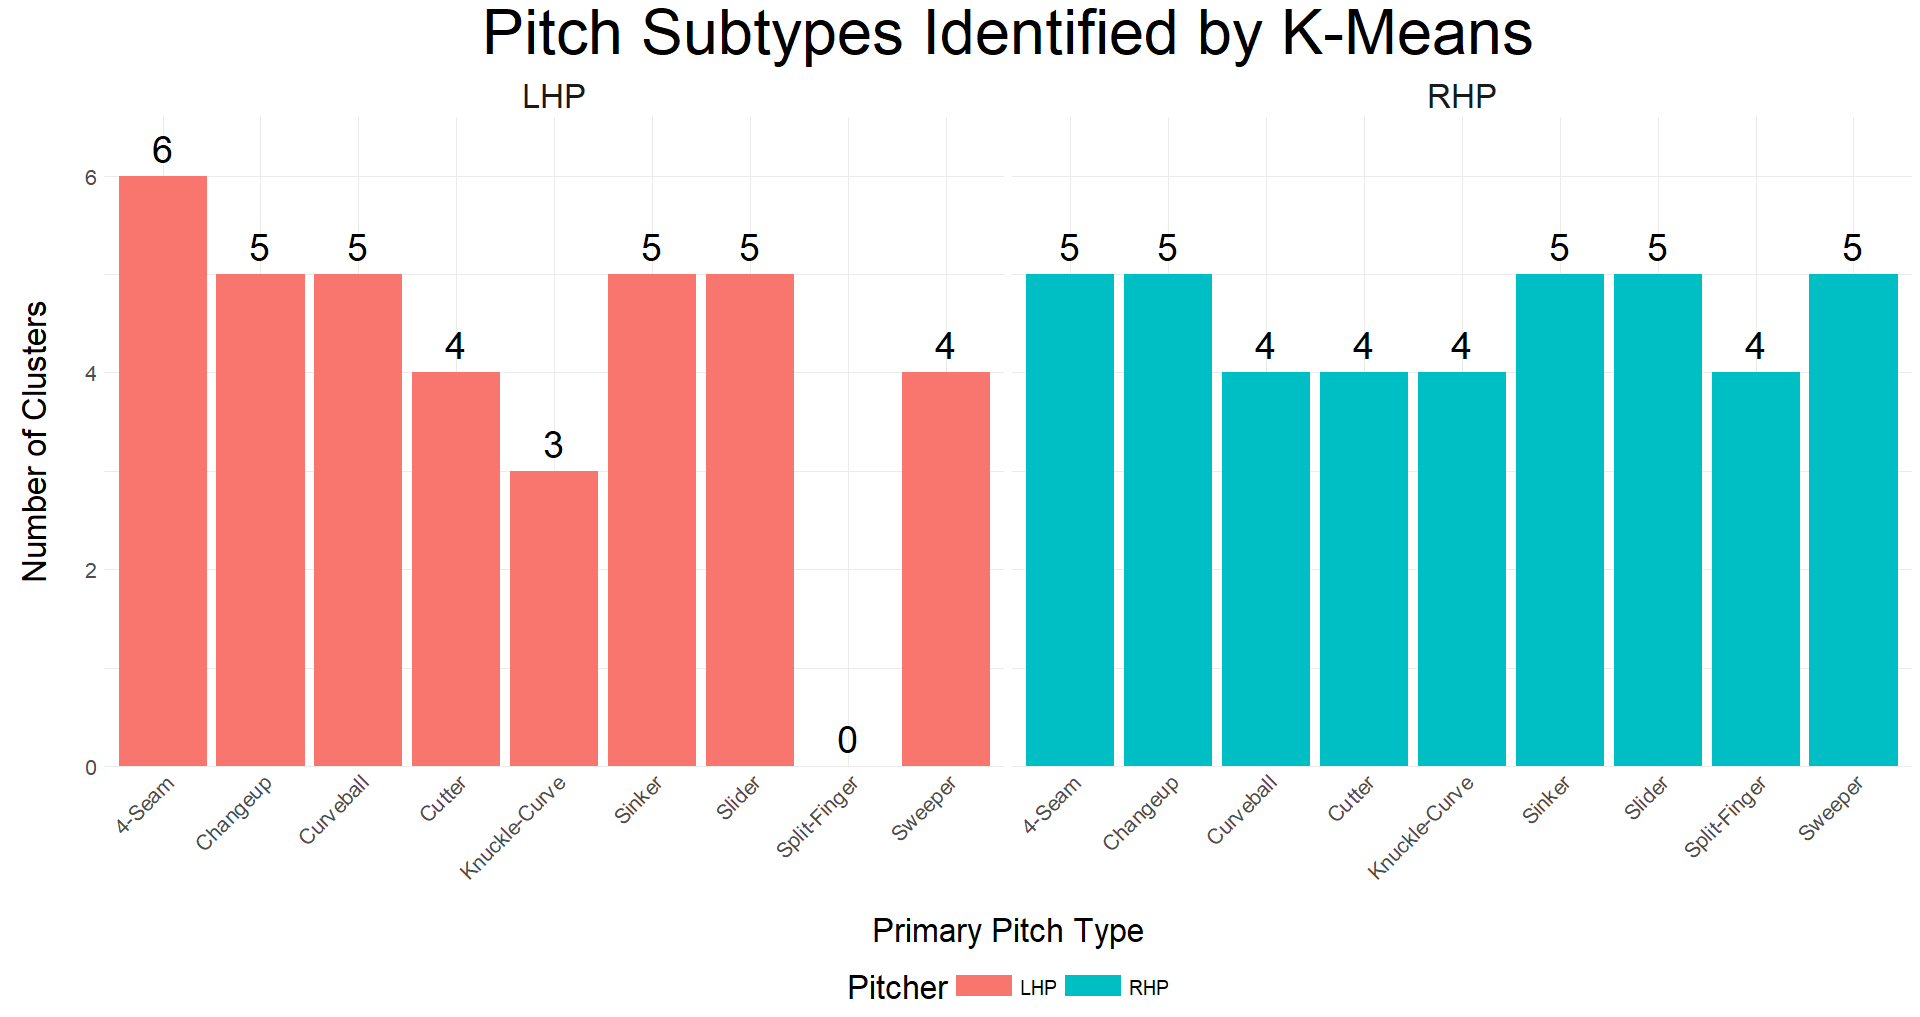 Pitch Subtypes Identified by K-Means
LHP
RHP
6
5
5
4
3
5
5
0
4
5
5
4
4
4
5
5
4
5
Number of Clusters
6
4
2
0
4-Seam
Changeup
Curveball
Cutter
Knuckle-Curve
Sinker
Slider
Split-Finger
Sweeper
4-Seam
Changeup
Curveball
Cutter
Knuckle-Curve
Sinker
Slider
Split-Finger
Sweeper
Primary Pitch Type
Pitcher LHP RHP